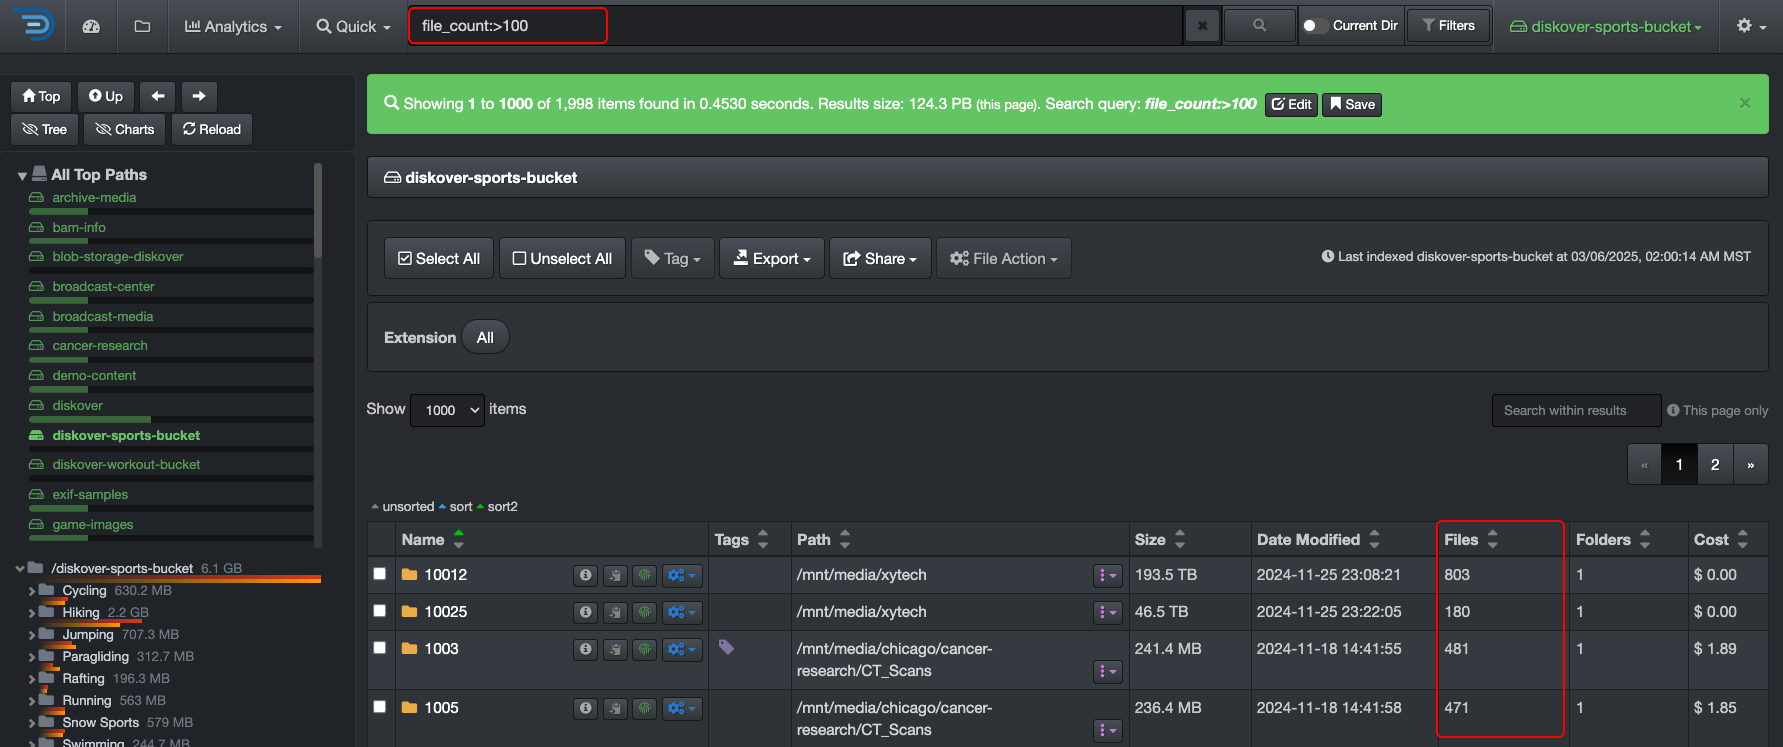 Analytics
Quick
file_count:>100
Current Dir
Filters
diskover-sports-bucket
Top
Up
Tree
Charts
Reload
Showing 1 to 1000 of 1,998 items found in 0.4530 seconds. Results size: 124.3 PB (this page). Search query: file_count:>100 Edit Save
×
All Top Paths
archive-media
bam-info
blob-storage-diskover
broadcast-center
broadcast-media
cancer-research
demo-content
diskover
diskover-sports-bucket
diskover-workout-bucket
exif-samples
game-images
/diskover-sports-bucket 6.1 GB
Cycling 630.2 MB
Hiking 2.2 GB
Jumping 707.3 MB
Paragliding 312.7 MB
Rafting 196.3 MB
Running 563 MB
Snow Sports 579 MB
Swimming 244.7 MB
diskover-sports-bucket
Select All
Unselect All
Tag
Export
Share
File Action
Last indexed diskover-sports-bucket at 03/06/2025, 02:00:14 AM MST
Extension All
Show 1000 items
Search within results
This page only
« 1 2 »
unsorted sort sort2
Name Tags Path Size Date Modified Files Folders Cost
10012 /mnt/media/xytech 193.5 TB 2024-11-25 23:08:21 803 1 $ 0.00
10025 /mnt/media/xytech 46.5 TB 2024-11-25 23:22:05 180 1 $ 0.00
1003 /mnt/media/chicago/cancer- 241.4 MB 2024-11-18 14:41:55 481 1 $ 1.89
research/CT_Scans
1005 /mnt/media/chicago/cancer- 236.4 MB 2024-11-18 14:41:58 471 1 $ 1.85
research/CT_Scans